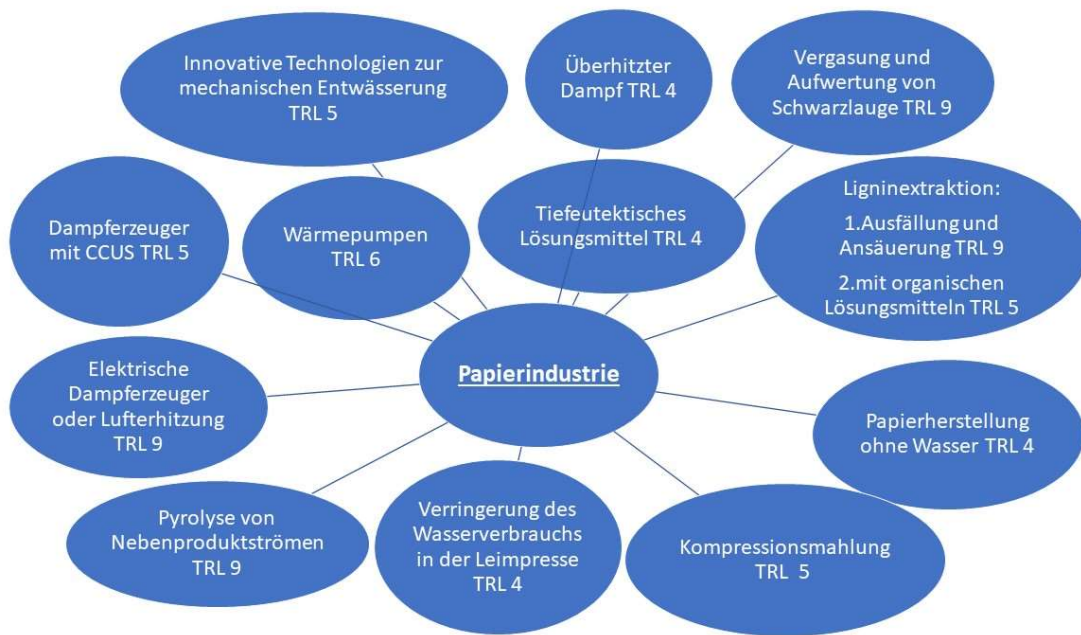 Innovative Technologien zur
mechanischen Entwässerung
TRL 5
Überhitzter
Dampf TRL 4
Vergasung und
Aufwertung von
Schwarzlauge TRL 9
Dampferzeuger
mit CCUS TRL 5
Wärmepumpen
TRL 6
Tiefeutektisches
Lösungsmittel TRL 4
Ligninextraktion:
1.Ausfällung und
Ansäuerung TRL 9
2.mit organischen
Lösungsmitteln TRL 5
Papierindustrie
Elektrische
Dampferzeuger
oder Lufterhitzung
TRL 9
Papierherstellung
ohne Wasser TRL 4
Pyrolyse von
Nebenproduktströmen
TRL 9
Verringerung des
Wasserverbrauchs
in der Leimpresse
TRL 4
Kompressionsmahlung
TRL 5